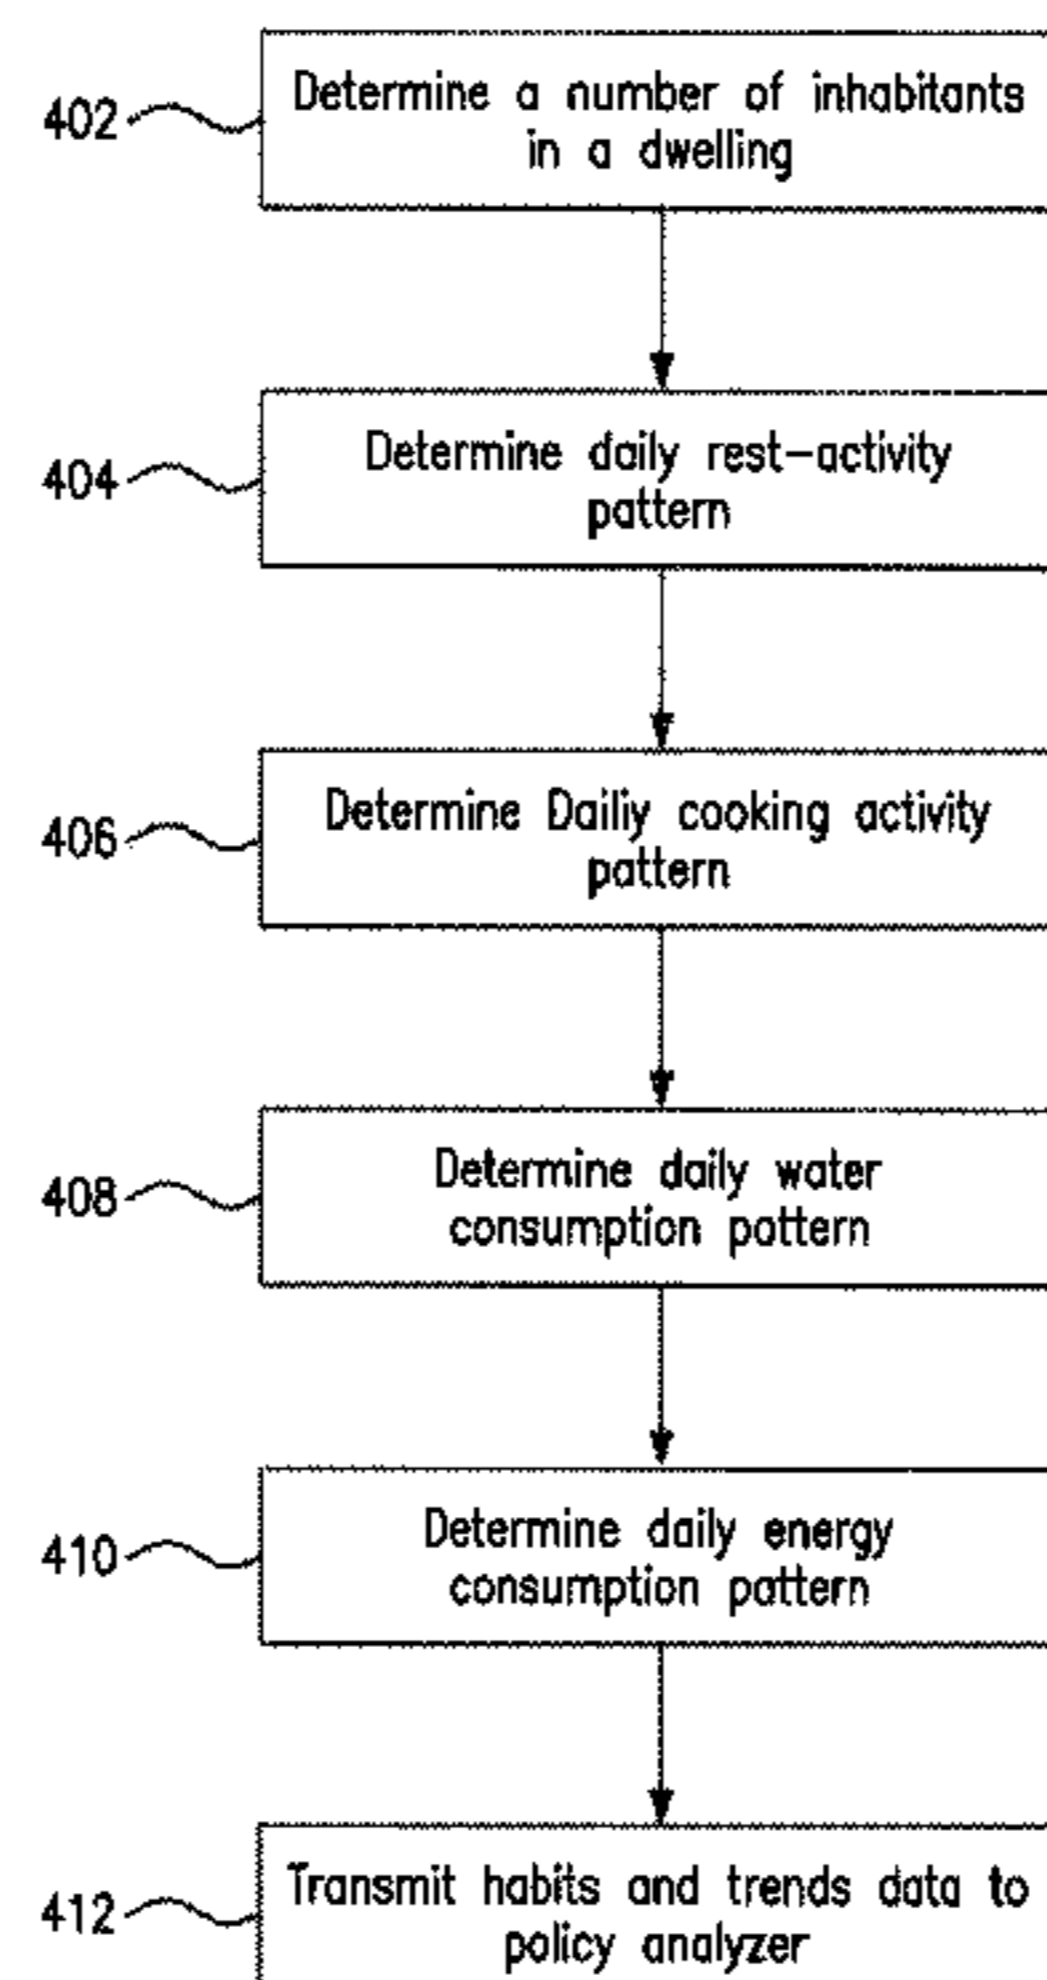 402
Determine a number of inhabitants
in a dwelling
404
Determine daily rest-activity
pattern
406
Determine Dailiy cooking activity
pattern
408
Determine daily water
consumption pattern
410
Determine daily energy
consumption pattern
412
Transmit habits and trends data to
policy analyzer